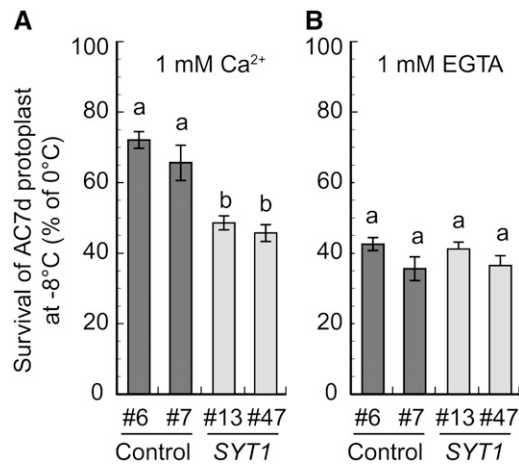 A
B
1 mM Ca²⁺
1 mM EGTA
Survival of AC7d protoplast
at -8°C (% of 0°C)
100
80
60
40
20
0
a
a
b
b
#6
#7
#13
#47
Control
SYT1
100
80
60
40
20
0
a
a
a
a
#6
#7
#13
#47
Control
SYT1